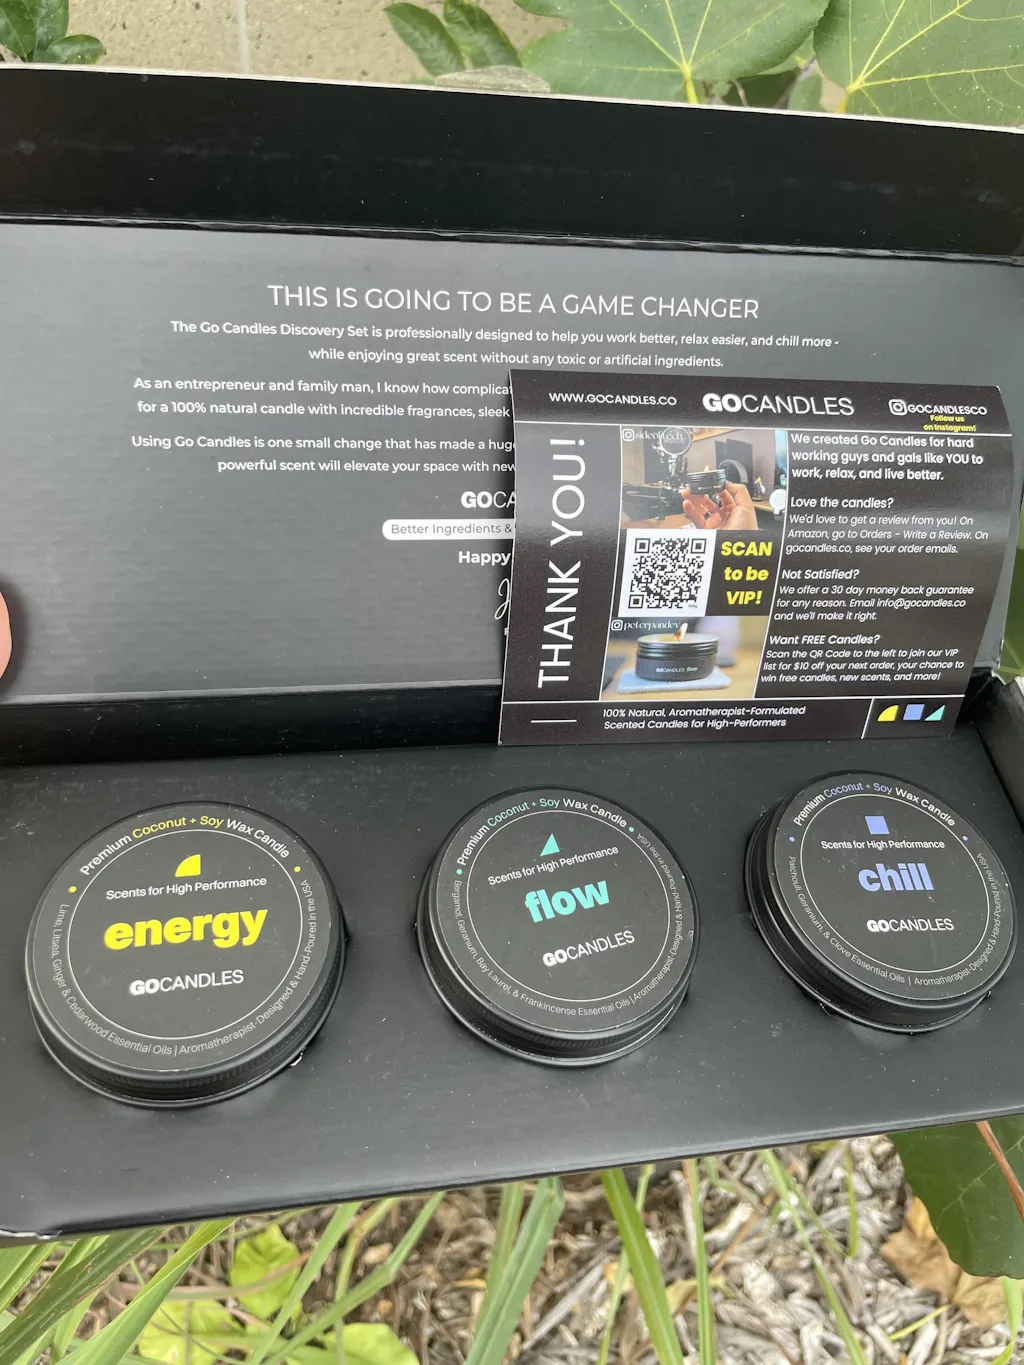 THIS IS GOING TO BE A GAME CHANGER
The Go Candles Discovery Set is professionally designed to help you work better, relax easier, and chill more -
while enjoying great scent without any toxic or artificial ingredients.
As an entrepreneur and family man, I know how complica
for a 100% natural candle with incredible fragrances, sleek
Using Go Candles is one small change that has made a hug
powerful scent will elevate your space with new
GOCA
Better Ingredients &
Happy
WWW.GOCANDLES.CO
GOCANDLES
GOCANDLESCO
Follow us
on Instagram!
THANK YOU!
sideoftech
SCAN
to be
VIP!
peterpandev
GOCANDLES flow
We created Go Candles for hard
working guys and gals like YOU to
work, relax, and live better.
Love the candles?
We'd love to get a review from you! On
Amazon, go to Orders - Write a Review. On
gocandles.co, see your order emails.
Not Satisfied?
We offer a 30 day money back guarantee
for any reason. Email info@gocandles.co
and we'll make it right.
Want FREE Candles?
Scan the QR Code to the left to join our VIP
list for $10 off your next order, your chance to
win free candles, new scents, and more!
100% Natural, Aromatherapist-Formulated
Scented Candles for High-Performers
Premium Coconut + Soy Wax Candle
Scents for High Performance
energy
GOCANDLES
Lime, Litsea, Ginger & Cedarwood Essential Oils | Aromatherapist-Designed & Hand-Poured in the USA
Premium Coconut + Soy Wax Candle
Scents for High Performance
flow
GOCANDLES
Bergamot, Geranium, Bay Laurel, & Frankincense Essential Oils | Aromatherapist-Designed & Hand-Poured in the USA
Premium Coconut + Soy Wax Candle
Scents for High Performance
chill
GOCANDLES
Patchouli, Geranium, & Clove Essential Oils | Aromatherapist-Designed & Hand-Poured in the USA